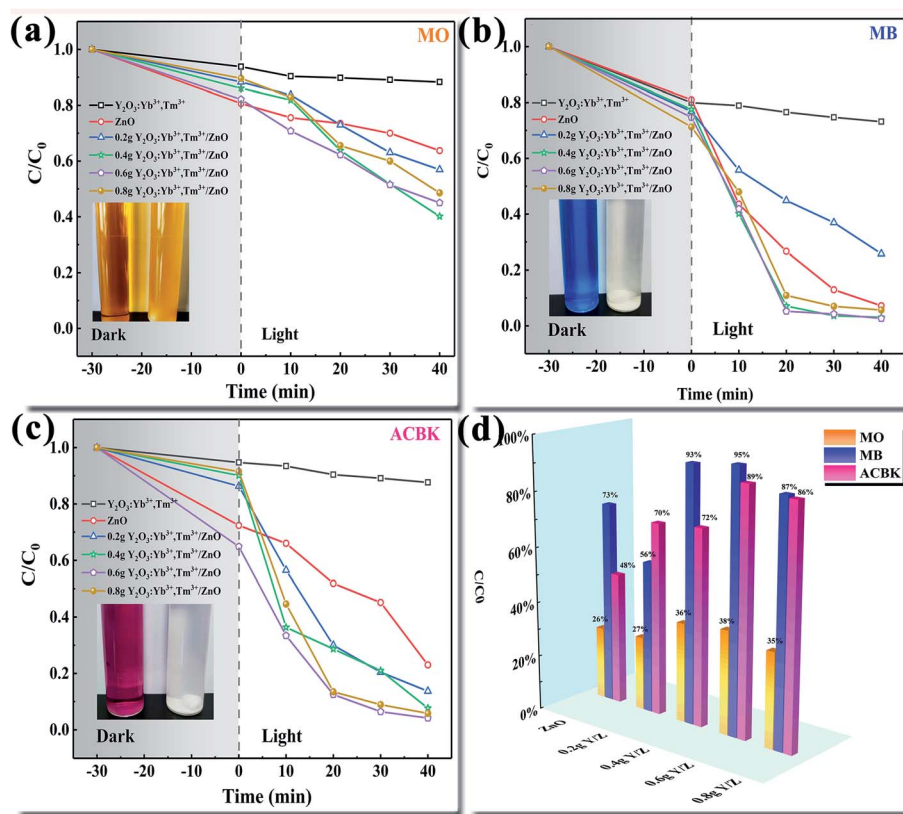 (a)
MO
1.0
0.8
0.6
0.4
0.2
0.0
C/C₀
Y₂O₃:Yb³⁺,Tm³⁺
ZnO
0.2g Y₂O₃:Yb³⁺,Tm³⁺/ZnO
0.4g Y₂O₃:Yb³⁺,Tm³⁺/ZnO
0.6g Y₂O₃:Yb³⁺,Tm³⁺/ZnO
0.8g Y₂O₃:Yb³⁺,Tm³⁺/ZnO
Dark
Light
-30 -20 -10 0 10 20 30 40
Time (min)
(b)
MB
1.0
0.8
0.6
0.4
0.2
0.0
C/C₀
Y₂O₃:Yb³⁺,Tm³⁺
ZnO
0.2g Y₂O₃:Yb³⁺,Tm³⁺/ZnO
0.4g Y₂O₃:Yb³⁺,Tm³⁺/ZnO
0.6g Y₂O₃:Yb³⁺,Tm³⁺/ZnO
0.8g Y₂O₃:Yb³⁺,Tm³⁺/ZnO
Dark
Light
-30 -20 -10 0 10 20 30 40
Time (min)
(c)
ACBK
1.0
0.8
0.6
0.4
0.2
0.0
C/C₀
Y₂O₃:Yb³⁺,Tm³⁺
ZnO
0.2g Y₂O₃:Yb³⁺,Tm³⁺/ZnO
0.4g Y₂O₃:Yb³⁺,Tm³⁺/ZnO
0.6g Y₂O₃:Yb³⁺,Tm³⁺/ZnO
0.8g Y₂O₃:Yb³⁺,Tm³⁺/ZnO
Dark
Light
-30 -20 -10 0 10 20 30 40
Time (min)
(d)
MO
MB
ACBK
100%
80%
60%
40%
20%
0%
C/C0
26% 73% 48%
27% 56% 70%
36% 93% 72%
38% 95% 89%
35% 87% 86%
ZnO
0.2g Y/Z
0.4g Y/Z
0.6g Y/Z
0.8g Y/Z